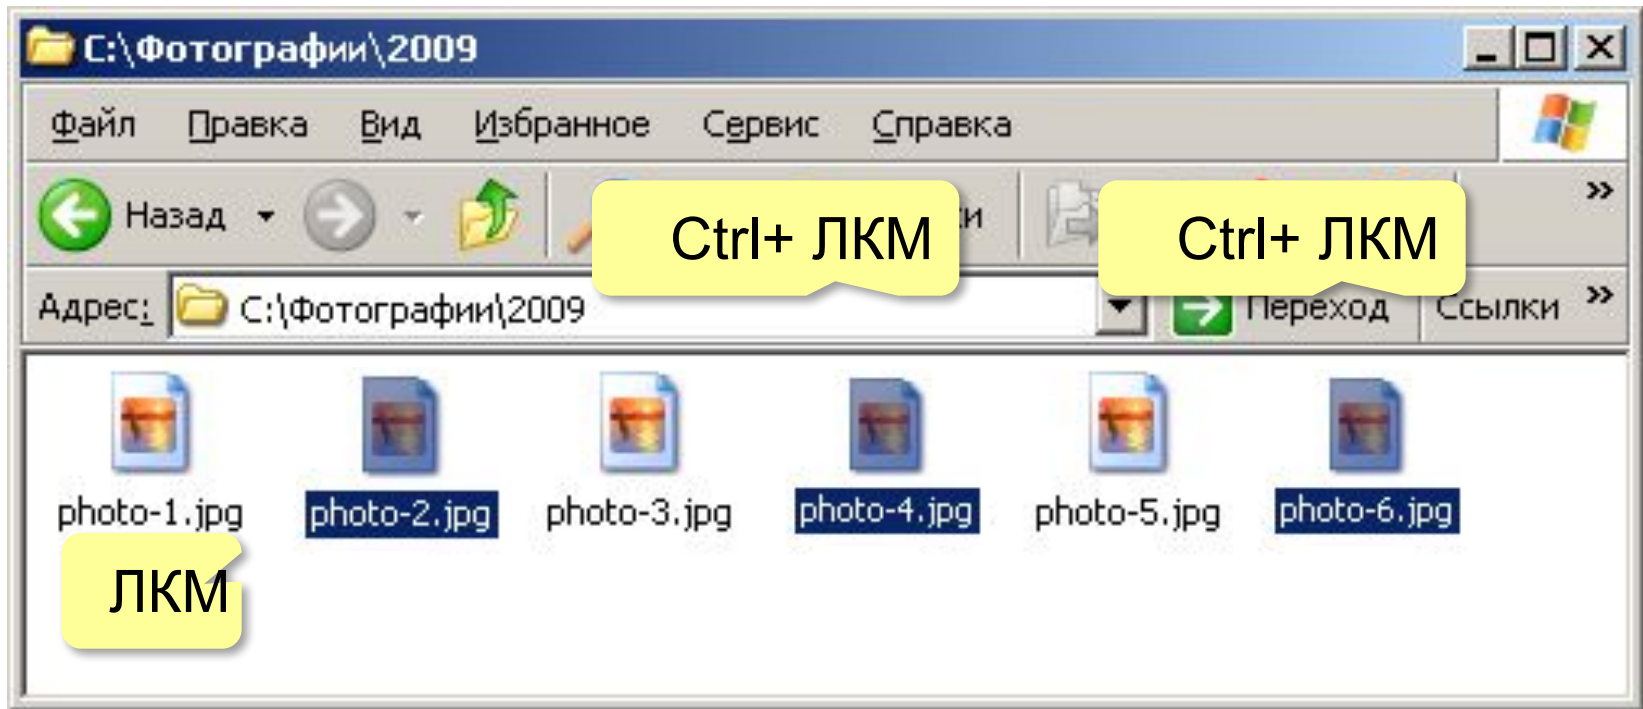 C:\Фотографии\2009
Файл Правка Вид Избранное Сервис Справка
Назад Ctrl+ ЛКМ Ctrl+ ЛКМ »
Адрес: C:\Фотографии\2009 Переход Ссылки »
photo-1.jpg photo-2.jpg photo-3.jpg photo-4.jpg photo-5.jpg photo-6.jpg
ЛКМ